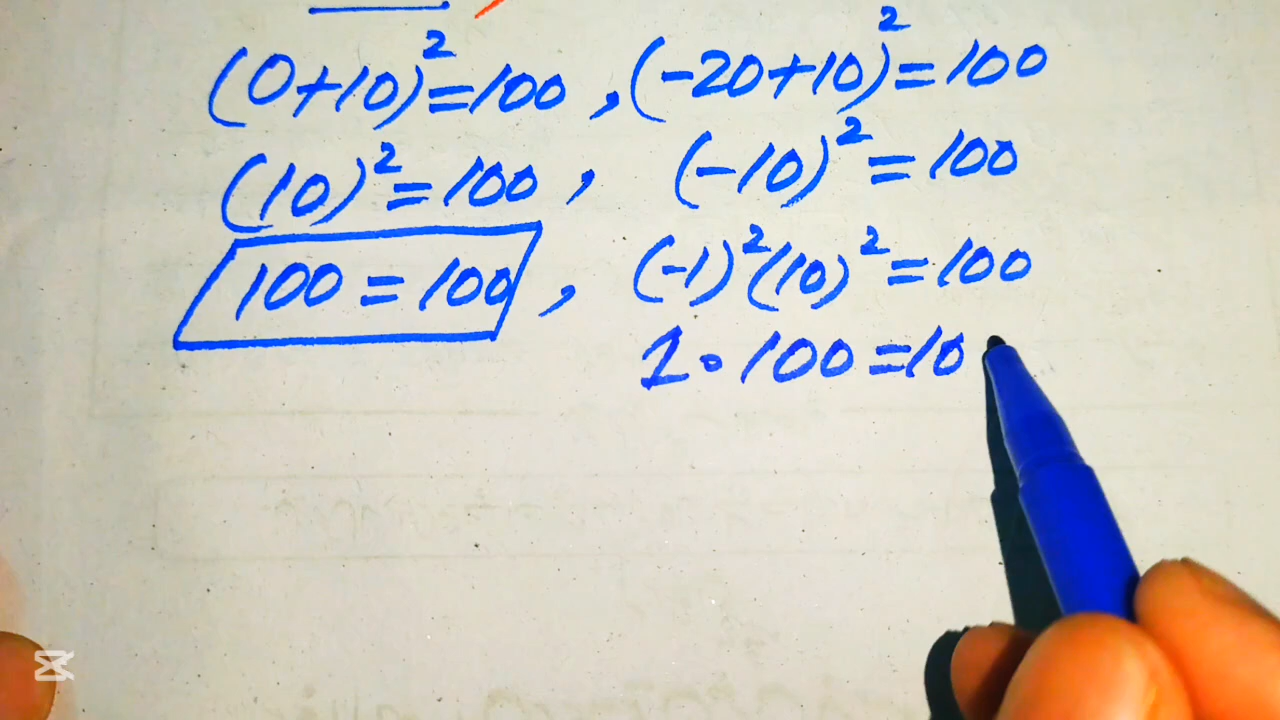 (0+10)²=100 , (-20+10)²=100
(10)²=100 , (-10)²=100
100=100 , (-1)²(10)²=100
1·100=10